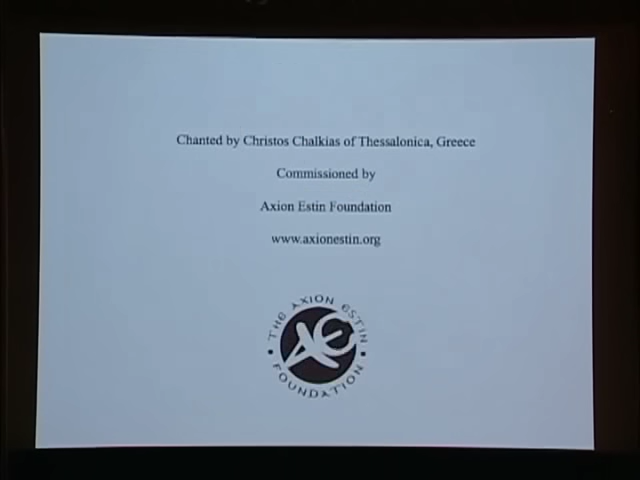 Chanted by Christos Chalkias of Thessalonica, Greece
Commissioned by
Axion Estin Foundation
www.axionestin.org
THE AXION ESTIN
AE
FOUNDATION